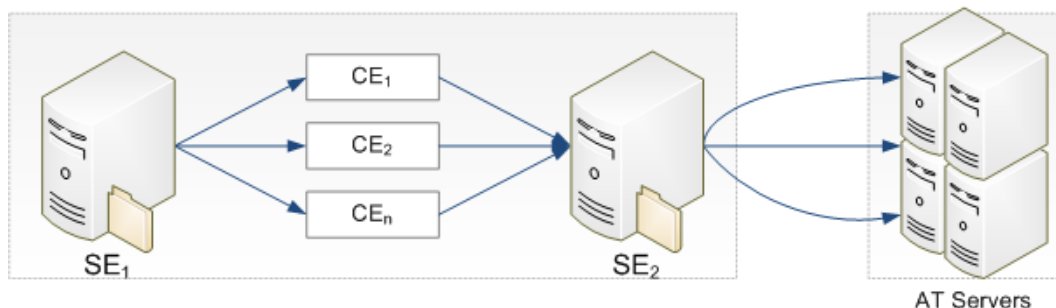 CE₁
CE₂
CEₙ
SE₁
SE₂
AT Servers